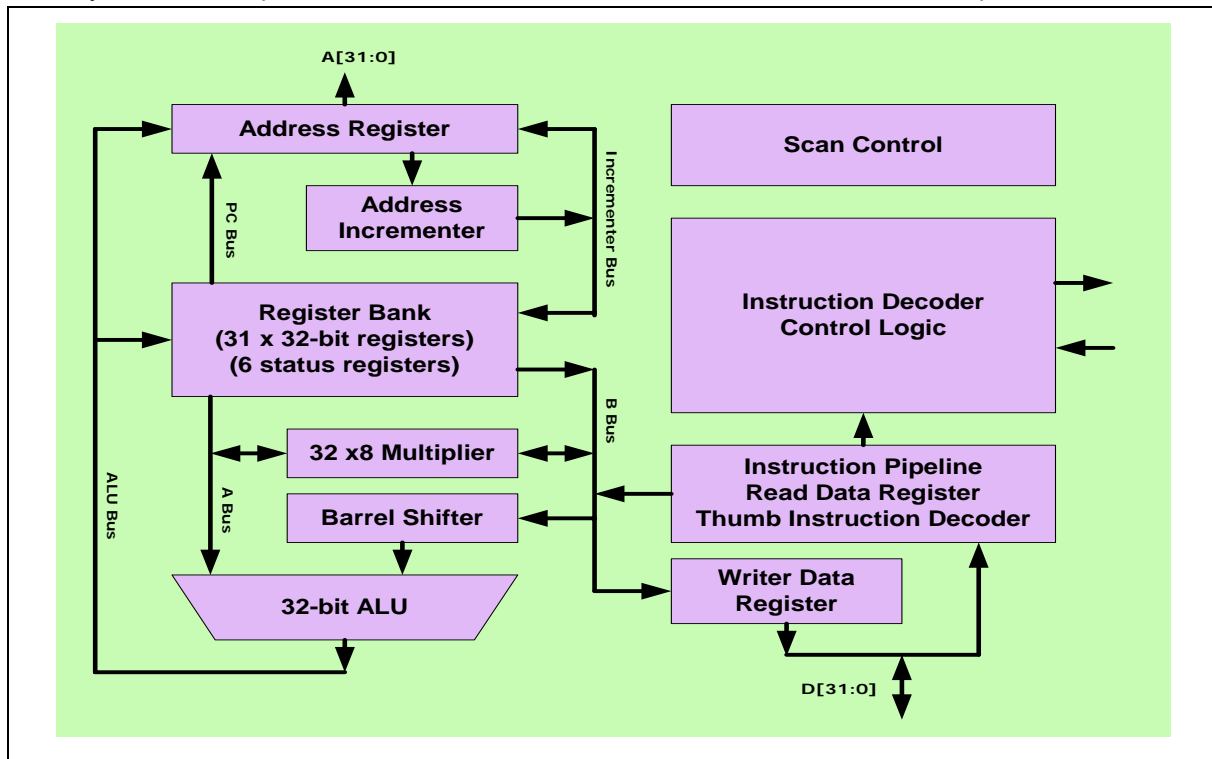 A[31:0]
Address Register
Scan Control
Address
Incrementer
PC Bus
Incrementer Bus
Register Bank
(31 x 32-bit registers)
(6 status registers)
Instruction Decoder
Control Logic
B Bus
32 x8 Multiplier
Instruction Pipeline
Read Data Register
Thumb Instruction Decoder
ALU Bus
A Bus
Barrel Shifter
Writer Data
Register
32-bit ALU
D[31:0]